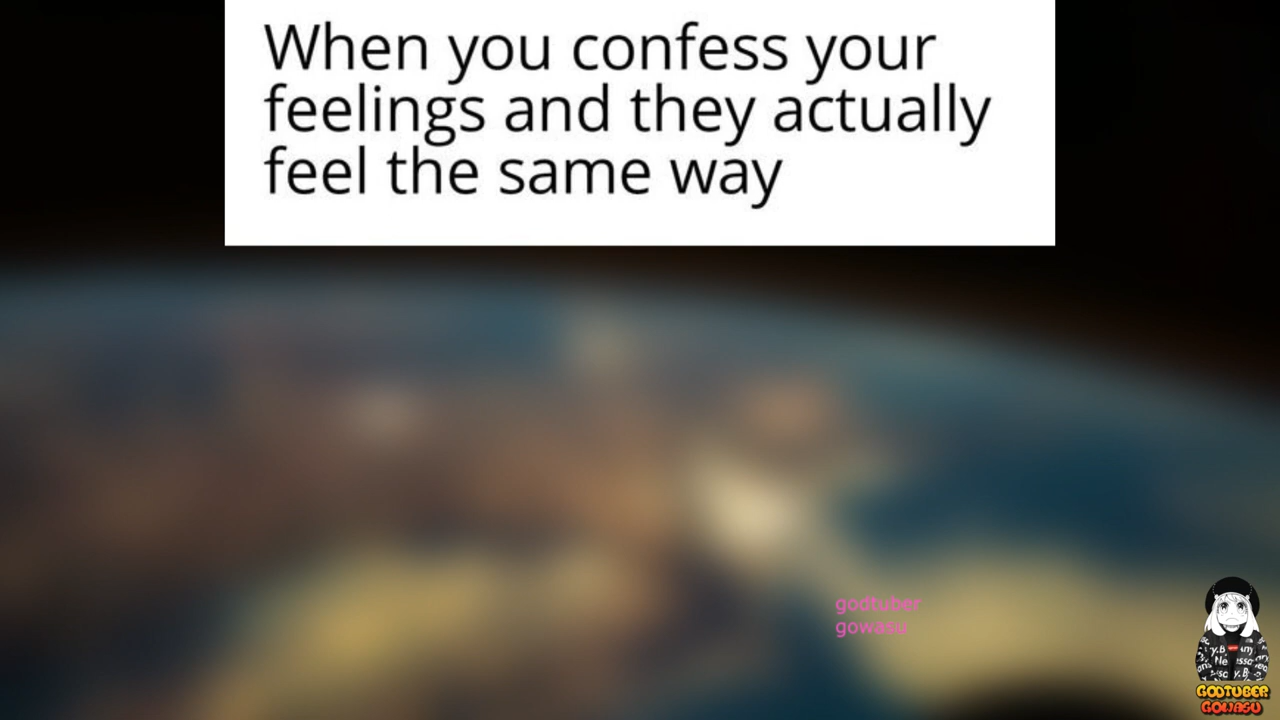 When you confess your
feelings and they actually
feel the same way
godtuber
gowasu
GODTUBER
GOWASU